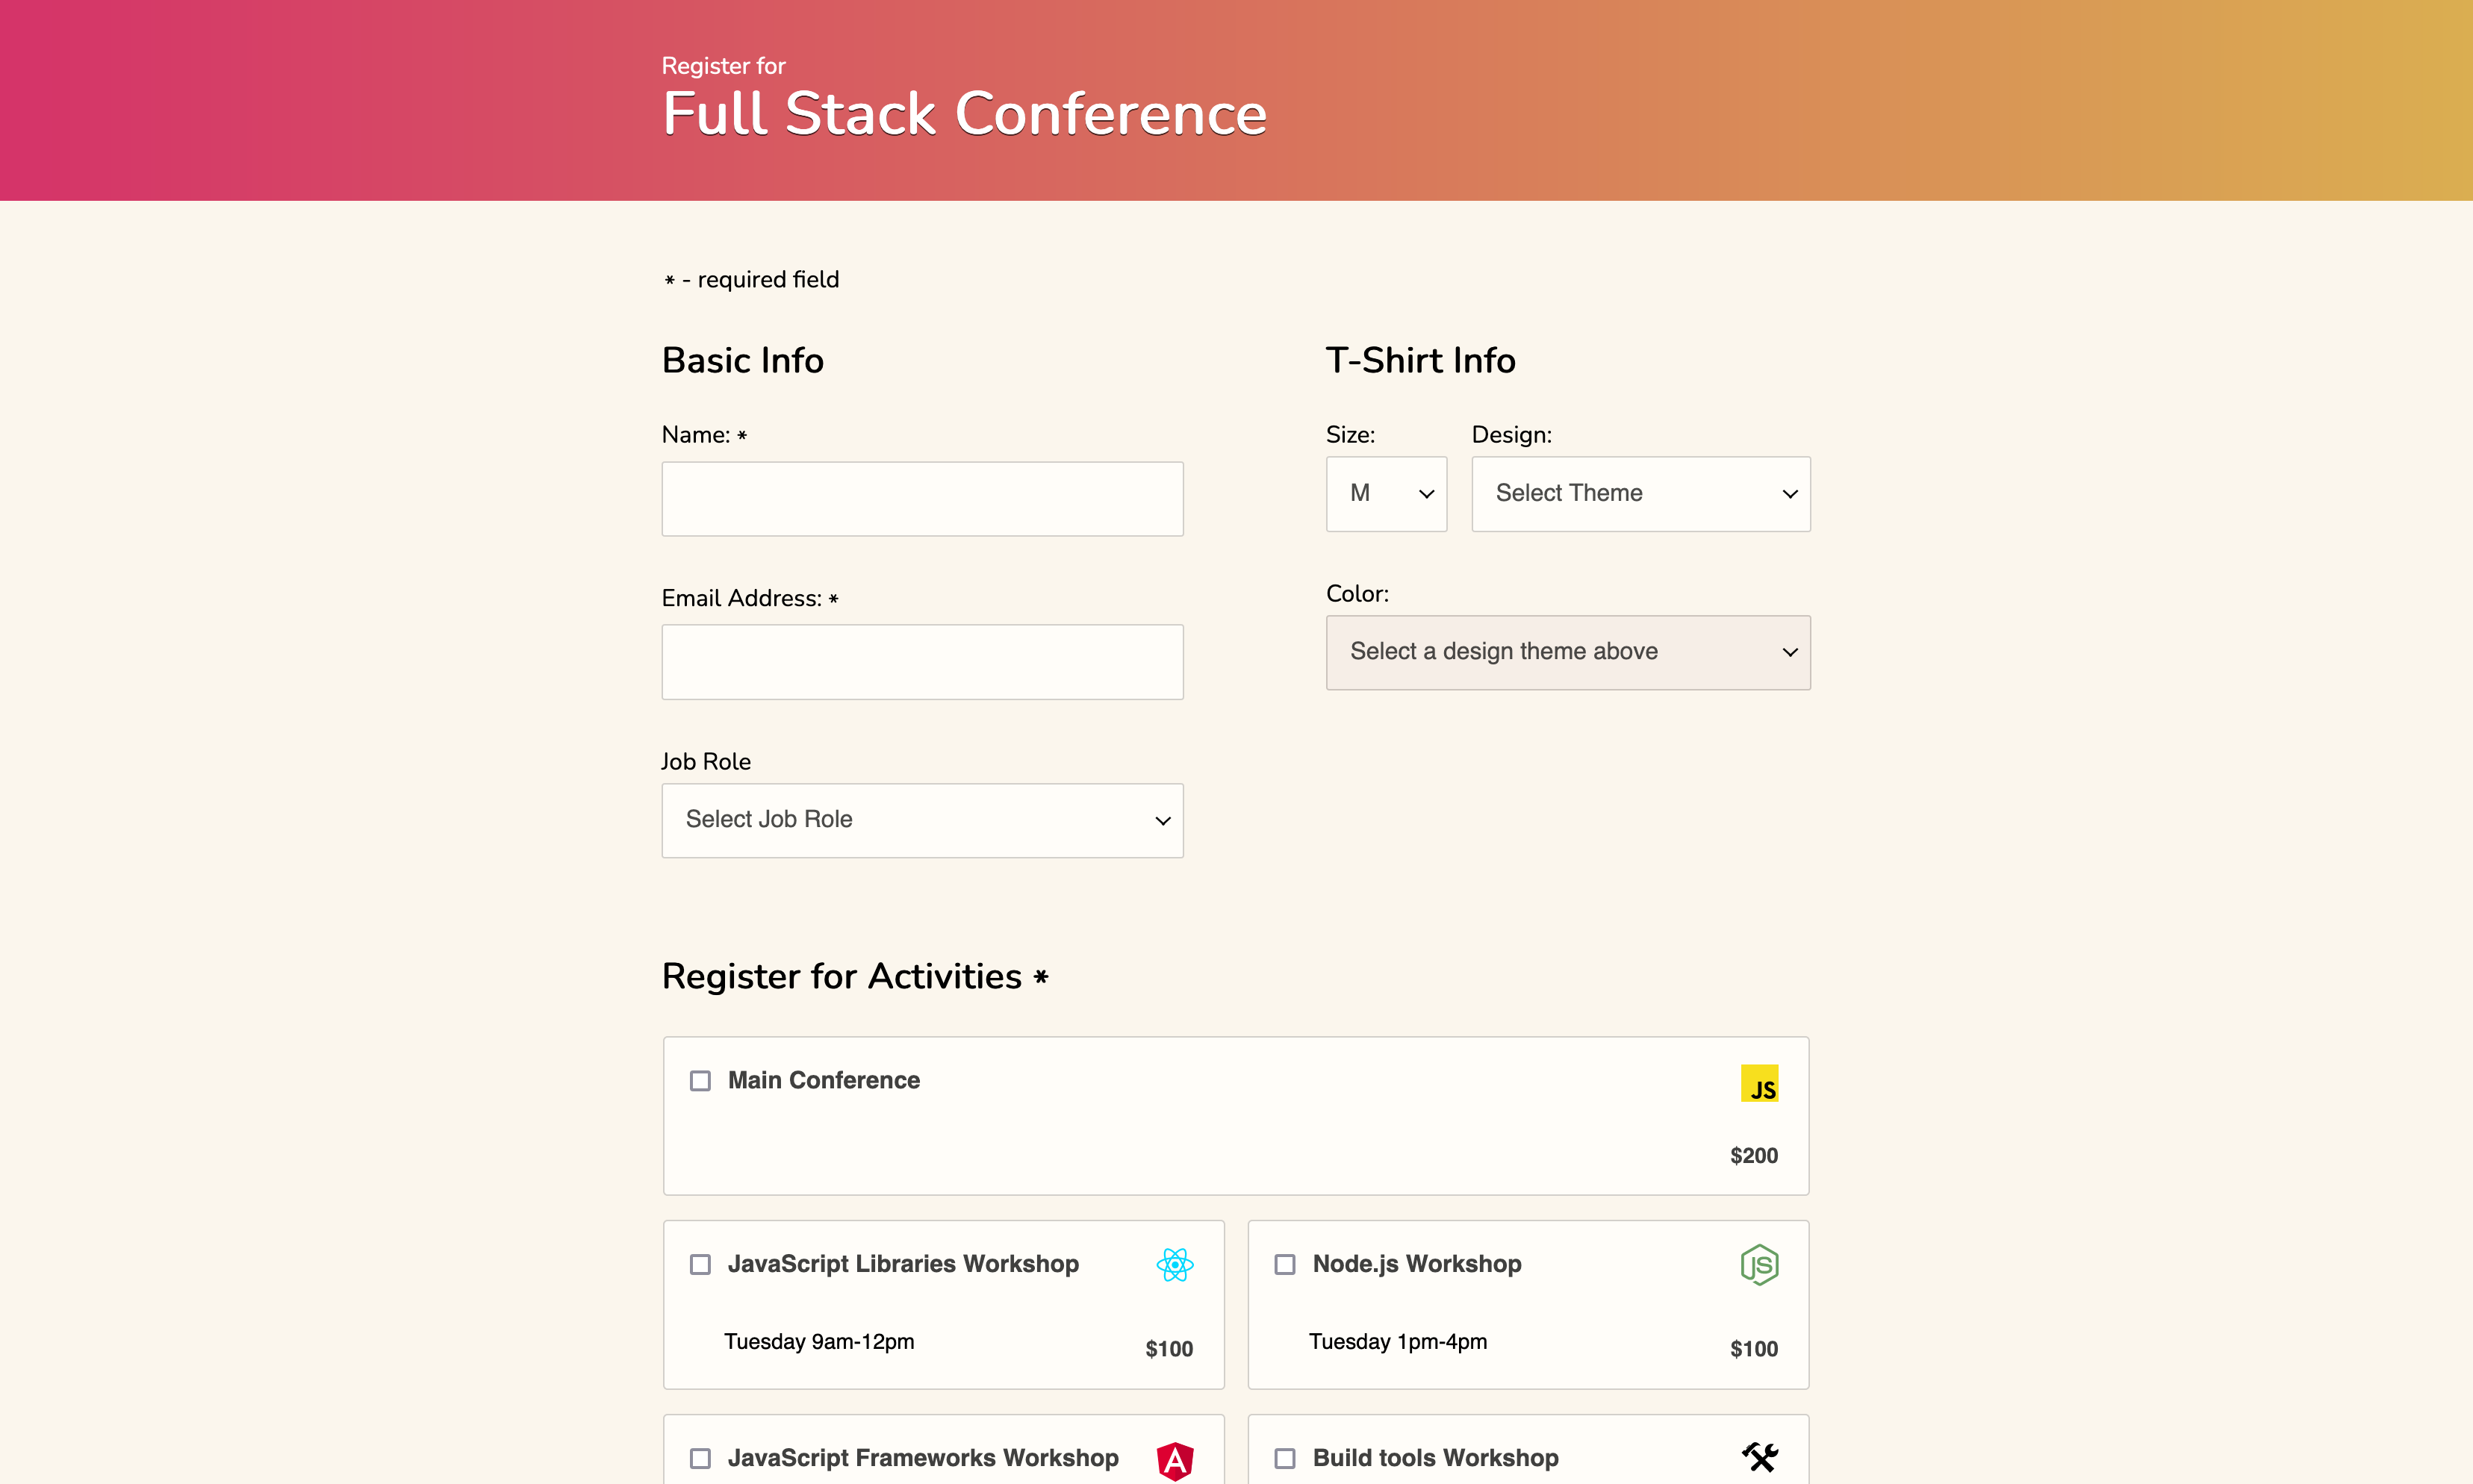 Register for
Full Stack Conference
* - required field
Basic Info
Name: *
Email Address: *
Job Role
Select Job Role
T-Shirt Info
Size:
Design:
M
Select Theme
Color:
Select a design theme above
Register for Activities *
Main Conference
JS
$200
JavaScript Libraries Workshop
Tuesday 9am-12pm
$100
Node.js Workshop
JS
Tuesday 1pm-4pm
$100
JavaScript Frameworks Workshop
A
Build tools Workshop